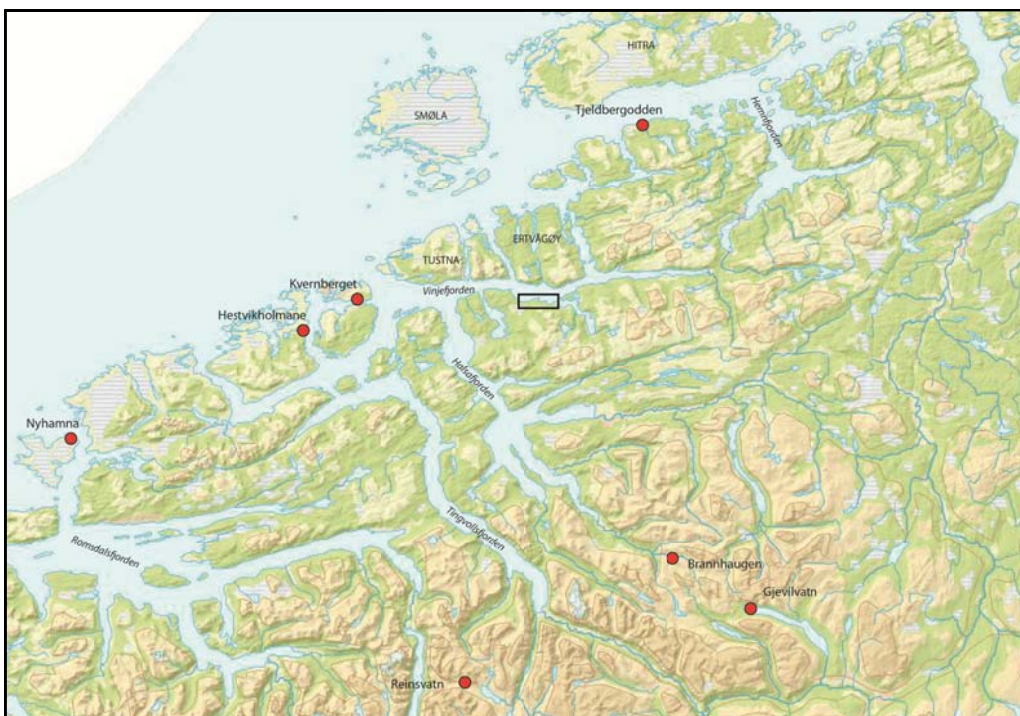 HITRA
Tjeldbergodden
SMØLA
Hemnfjorden
ERTVÅGØY
TUSTNA
Kvernberget
Vinjefjorden
Hestvikholmane
Halsafjorden
Nyhamna
Tingvollsfjorden
Romsdalsfjorden
Brannhaugen
Gjevilvatn
Reinsvatn